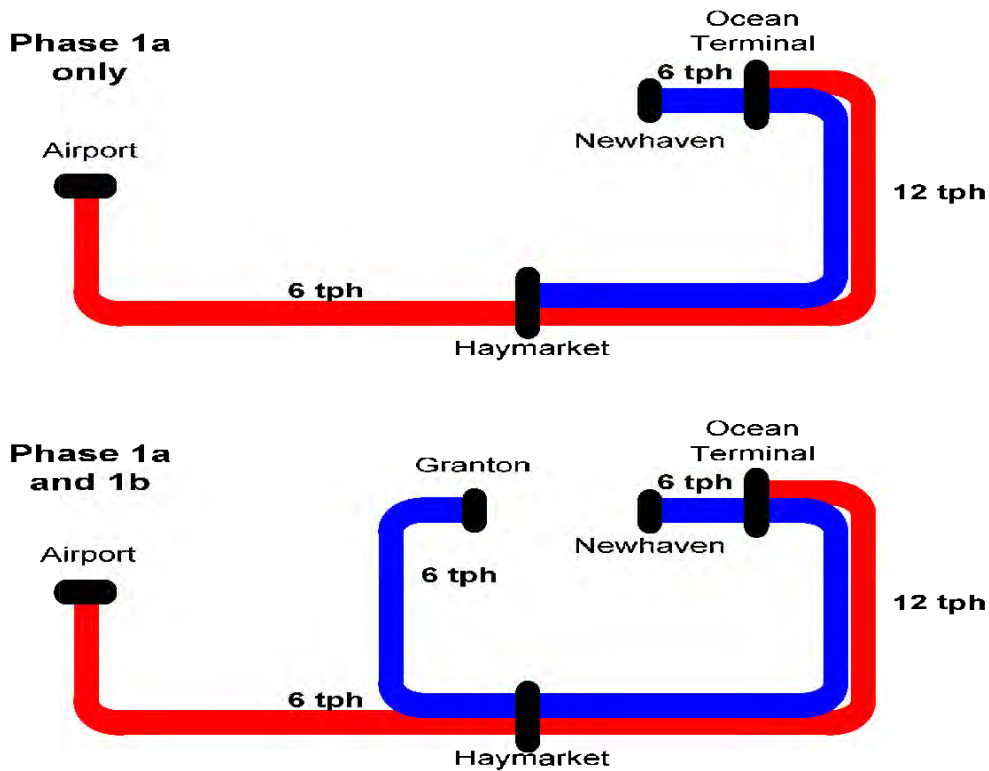 Phase 1a
only
Ocean
Terminal
6 tph
Newhaven
Airport
12 tph
6 tph
Haymarket
Phase 1a
and 1b
Ocean
Terminal
Granton
6 tph
Newhaven
Airport
6 tph
12 tph
6 tph
Haymarket